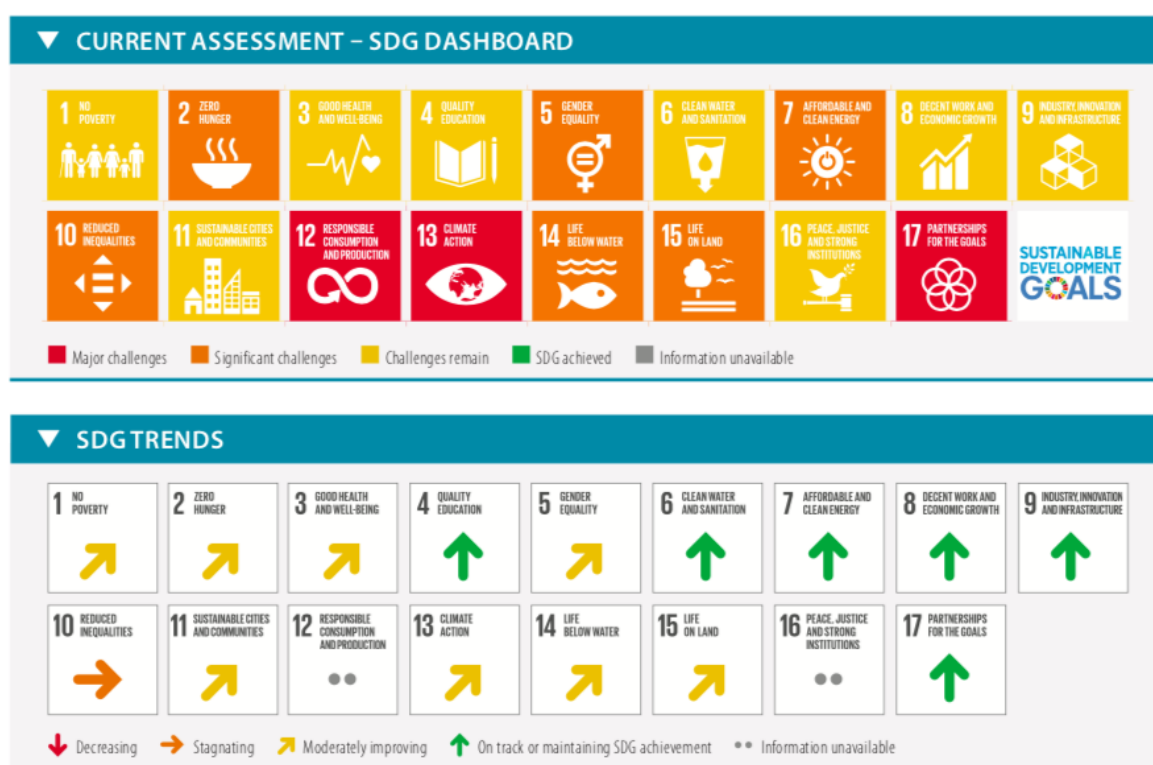 CURRENT ASSESSMENT – SDG DASHBOARD
1 NO
POVERTY
2 ZERO
HUNGER
3 GOOD HEALTH
AND WELL-BEING
4 QUALITY
EDUCATION
5 GENDER
EQUALITY
6 CLEAN WATER
AND SANITATION
7 AFFORDABLE AND
CLEAN ENERGY
8 DECENT WORK AND
ECONOMIC GROWTH
9 INDUSTRY, INNOVATION
AND INFRASTRUCTURE
10 REDUCED
INEQUALITIES
11 SUSTAINABLE CITIES
AND COMMUNITIES
12 RESPONSIBLE
CONSUMPTION
AND PRODUCTION
13 CLIMATE
ACTION
14 LIFE
BELOW WATER
15 LIFE
ON LAND
16 PEACE, JUSTICE
AND STRONG
INSTITUTIONS
17 PARTNERSHIPS
FOR THE GOALS
SUSTAINABLE
DEVELOPMENT
GOALS
Major challenges Significant challenges Challenges remain SDG achieved Information unavailable
SDG TRENDS
1 NO
POVERTY
2 ZERO
HUNGER
3 GOOD HEALTH
AND WELL-BEING
4 QUALITY
EDUCATION
5 GENDER
EQUALITY
6 CLEAN WATER
AND SANITATION
7 AFFORDABLE AND
CLEAN ENERGY
8 DECENT WORK AND
ECONOMIC GROWTH
9 INDUSTRY, INNOVATION
AND INFRASTRUCTURE
10 REDUCED
INEQUALITIES
11 SUSTAINABLE CITIES
AND COMMUNITIES
12 RESPONSIBLE
CONSUMPTION
AND PRODUCTION
13 CLIMATE
ACTION
14 LIFE
BELOW WATER
15 LIFE
ON LAND
16 PEACE, JUSTICE
AND STRONG
INSTITUTIONS
17 PARTNERSHIPS
FOR THE GOALS
Decreasing Stagnating Moderately improving On track or maintaining SDG achievement Information unavailable